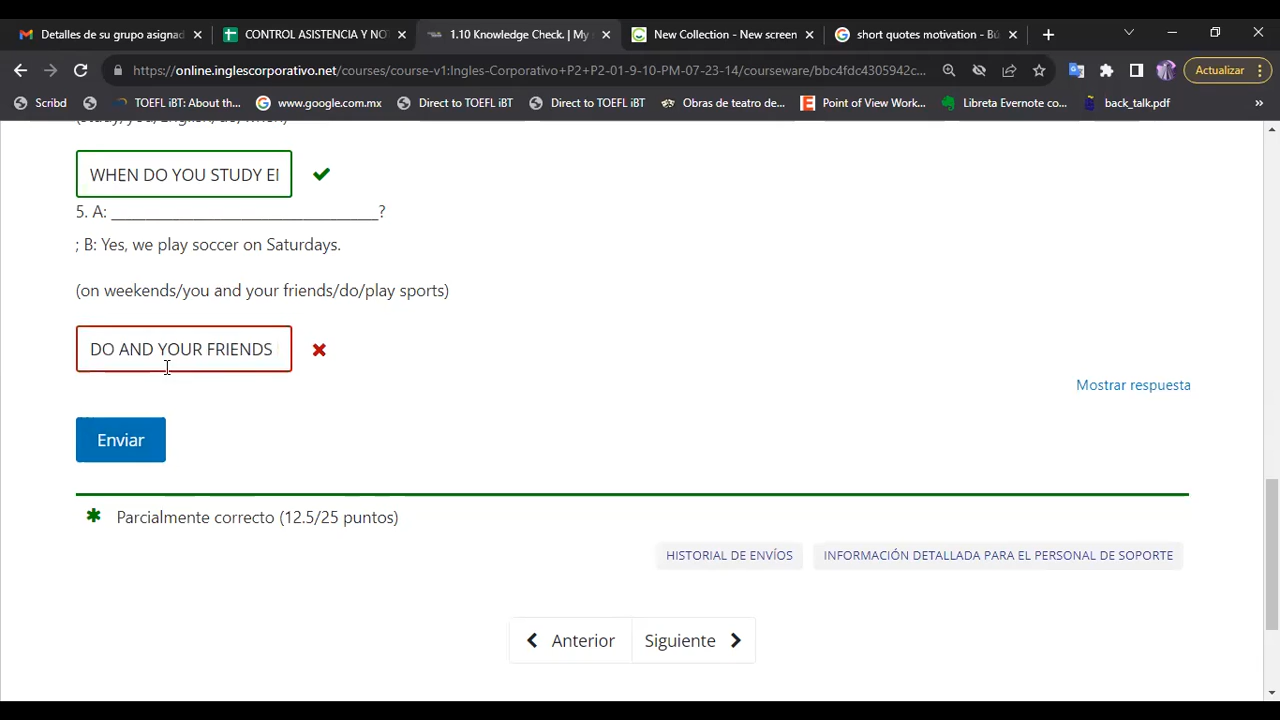 Detalles de su grupo asignad
CONTROL ASISTENCIA Y NO
1.10 Knowledge Check. | My
New Collection - New screen
short quotes motivation - Bú
https://online.inglescorporativo.net/courses/course-v1:Ingles-Corporativo+P2+P2-01-9-10-PM-07-23-14/courseware/bbc4fdc4305942c...
Actualizar
Scribd
TOEFL iBT: About th...
www.google.com.mx
Direct to TOEFL iBT
Direct to TOEFL iBT
Obras de teatro de...
Point of View Work...
Libreta Evernote co...
back_talk.pdf
»
(study, you, English, do, when)
WHEN DO YOU STUDY EI
5. A: ______________________________?
; B: Yes, we play soccer on Saturdays.
(on weekends/you and your friends/do/play sports)
DO AND YOUR FRIENDS
Mostrar respuesta
Enviar
Parcialmente correcto (12.5/25 puntos)
HISTORIAL DE ENVÍOS
INFORMACIÓN DETALLADA PARA EL PERSONAL DE SOPORTE
Anterior
Siguiente